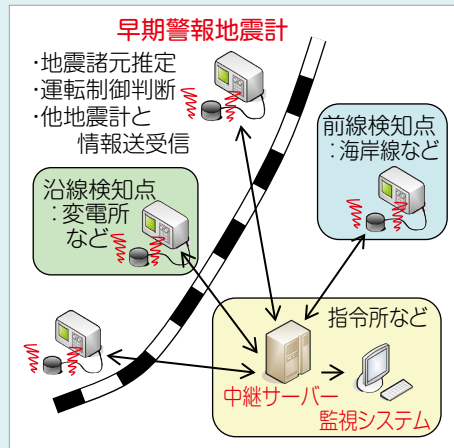 早期警報地震計
・地震諸元推定
・運転制御判断
・他地震計と
情報送受信
前線検知点
：海岸線など
沿線検知点
：変電所
など
指令所など
中継サーバー
監視システム